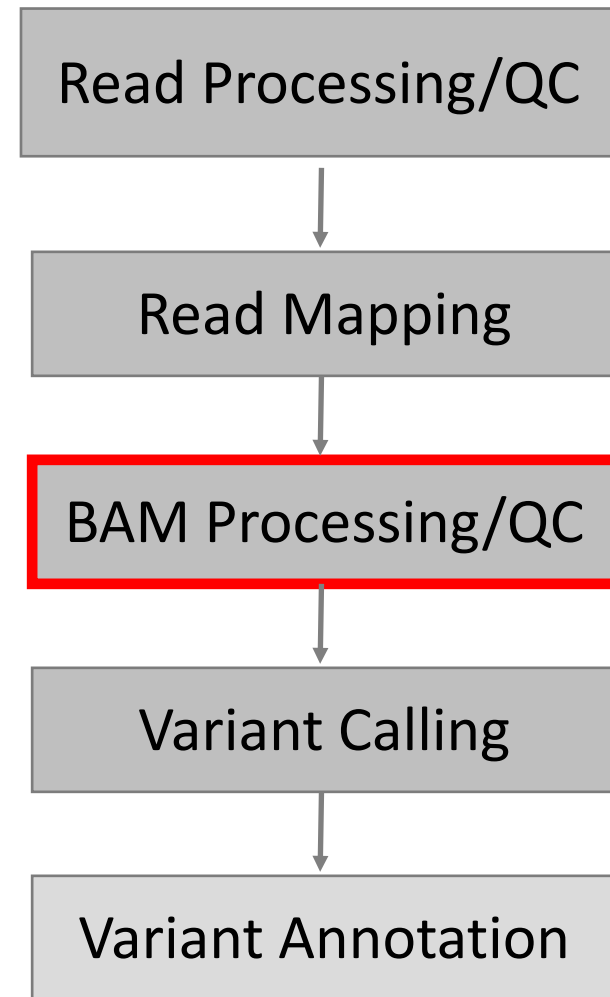 Read Processing/QC
Read Mapping
BAM Processing/QC
Variant Calling
Variant Annotation